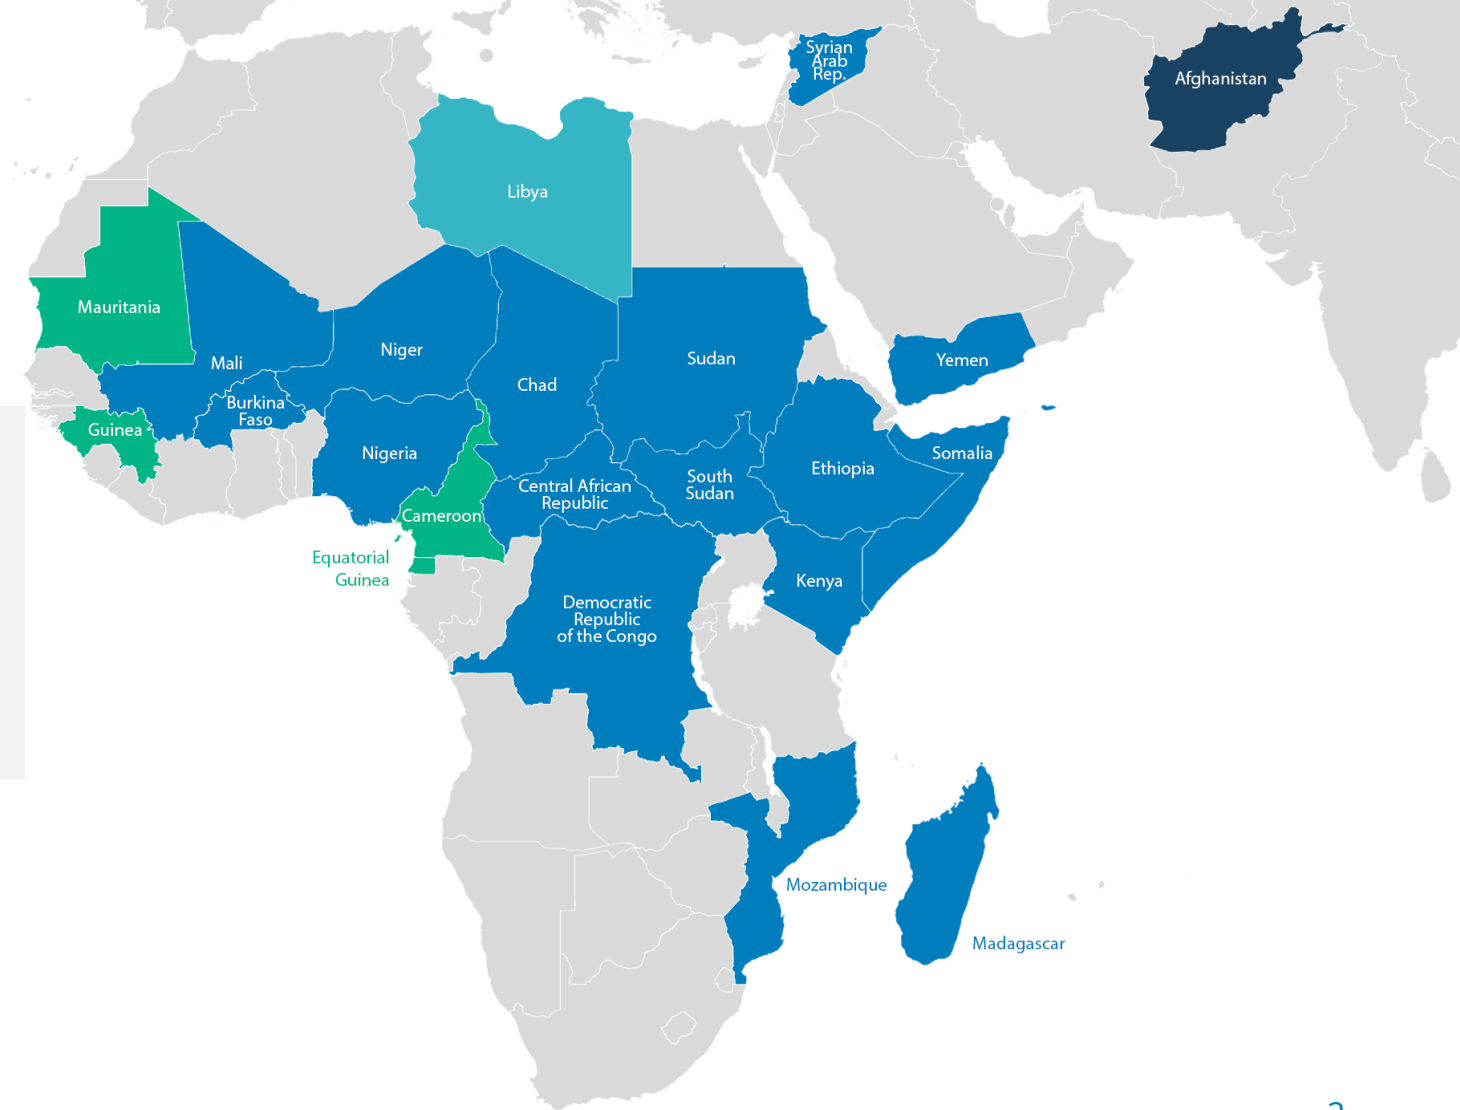 Syrian
Arab
Rep.
Afghanistan
Libya
Mauritania
Mali
Niger
Chad
Sudan
Yemen
Burkina
Faso
Guinea
Nigeria
Somalia
Ethiopia
South
Sudan
Central African
Republic
Cameroon
Equatorial
Guinea
Kenya
Democratic
Republic
of the Congo
Mozambique
Madagascar